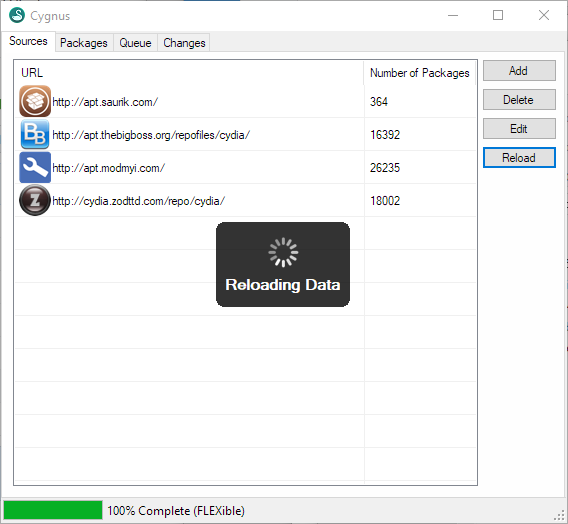 Cygnus
Sources Packages Queue Changes
URL Number of Packages
http://apt.saurik.com/ 364
http://apt.thebigboss.org/repofiles/cydia/ 16392
http://apt.modmyi.com/ 26235
http://cydia.zodttd.com/repo/cydia/ 18002
Add
Delete
Edit
Reload
BB
Z
Reloading Data
100% Complete (FLEXible)